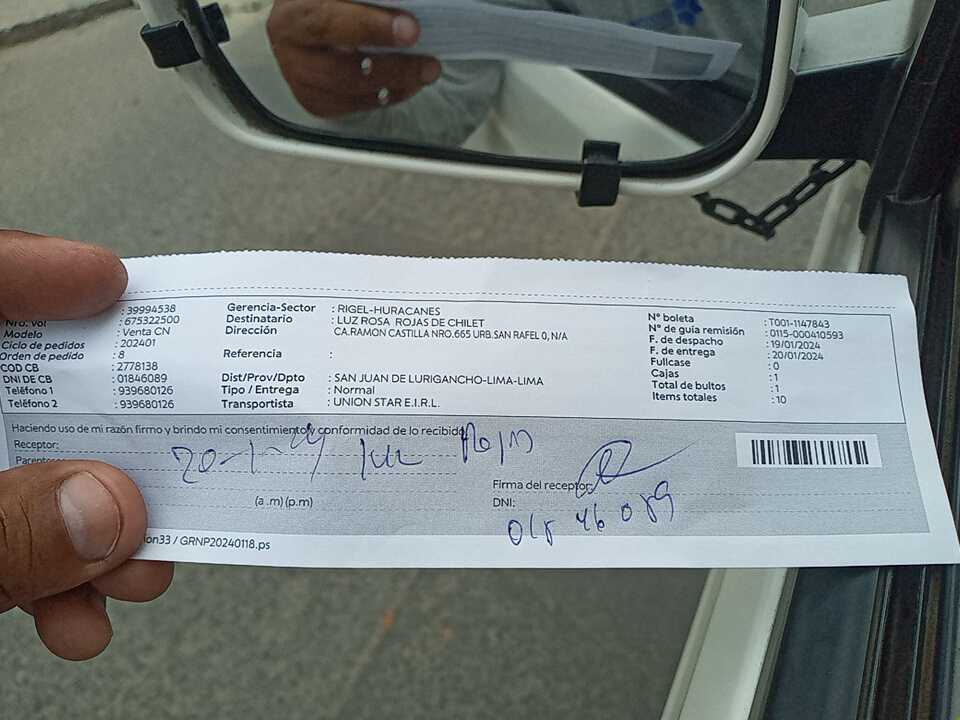 : 39994538
Nro. Vol : 675322500
Modelo : Venta CN
Ciclo de pedidos : 202401
Orden de pedido : 8
COD CB : 2778138
DNI DE CB : 01846089
Teléfono 1 : 939680126
Teléfono 2 : 939680126
Gerencia-Sector : RIGEL-HURACANES
Destinatario : LUZ ROSA ROJAS DE CHILET
Dirección CA.RAMON CASTILLA NRO.665 URB.SAN RAFEL 0, N/A
Referencia :
Dist/Prov/Dpto : SAN JUAN DE LURIGANCHO-LIMA-LIMA
Tipo / Entrega : Normal
Transportista : UNION STAR E.I.R.L.
N° boleta : T001-1147843
N° de guía remisión : 0115-000410593
F. de despacho : 19/01/2024
F. de entrega : 20/01/2024
Fullcase : 0
Cajas : 1
Total de bultos : 1
Items totales : 10
Haciendo uso de mi razón firmo y brindo mi consentimiento y conformidad de lo recibido
Receptor:
20-1-24 luz
(a.m)(p.m)
Firma del receptor:
DNI:
018 46 089
ion33 / GRNP20240118.ps